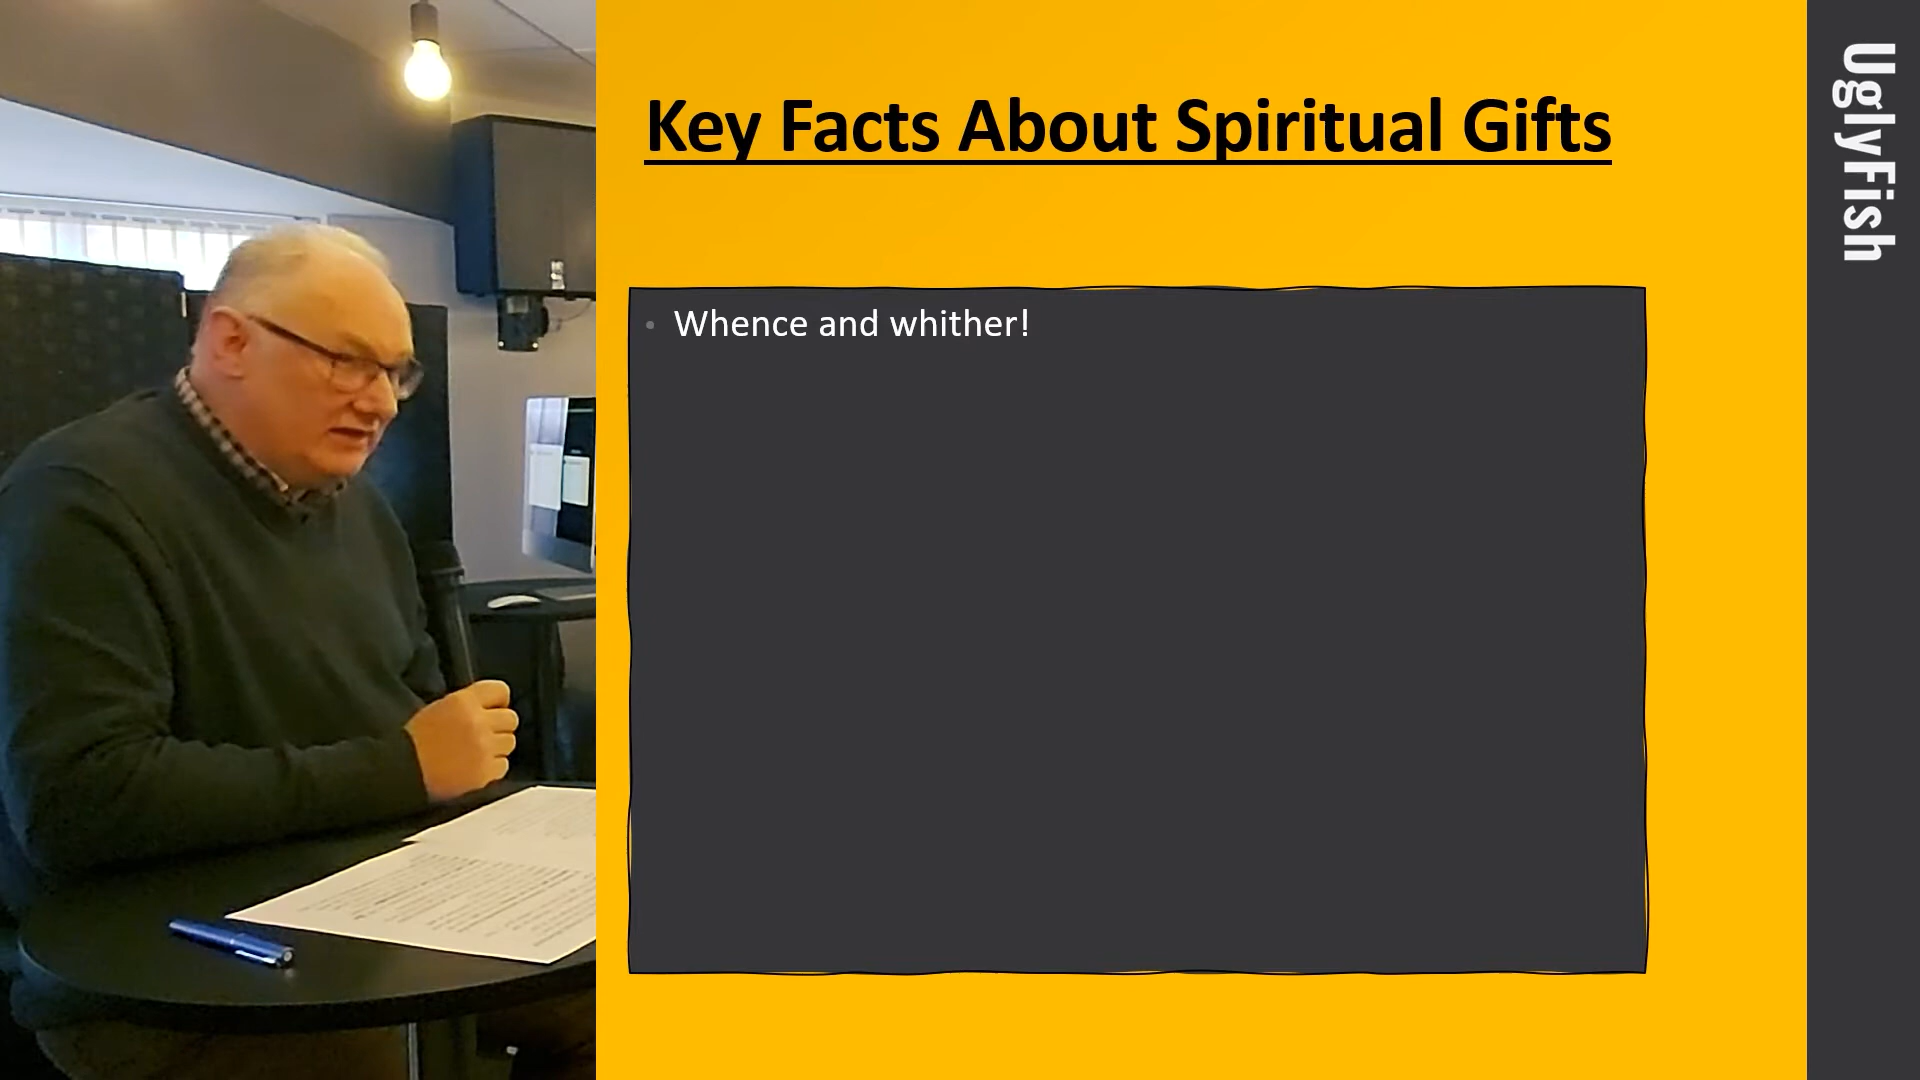 Key Facts About Spiritual Gifts
• Whence and whither!
UglyFish